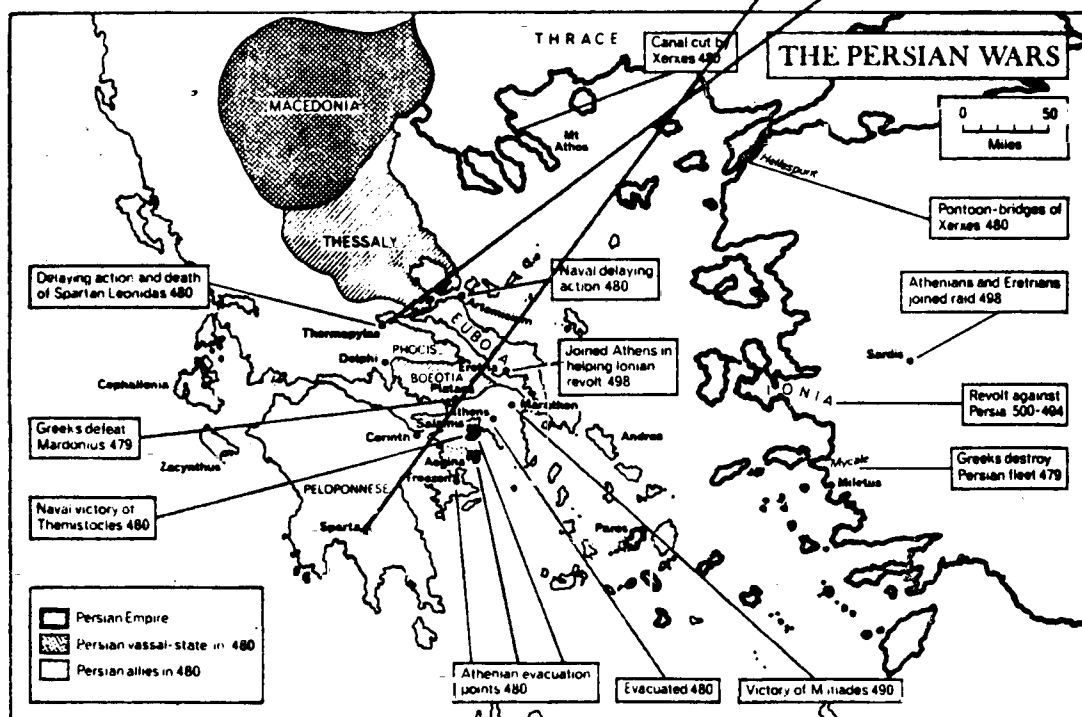 THE PERSIAN WARS
0 50
Miles
THRACE
Canal cut by
Xerxes 480
MACEDONIA
Mt
Athos
Hellespont
Pontoon-bridges of
Xerxes 480
THESSALY
Delaying action and death
of Spartan Leonidas 480
Naval delaying
action 480
Artemisium
Athenians and Eretrians
joined raid 498
Thermopylae
EUBOEA
PHOCIS
Delphi
Sardis
Joined Athens in
helping Ionian
revolt 498
Eretria
BOEOTIA
Plataea
Cephallenia
IONIA
Revolt against
Persia 500-494
Greeks defeat
Mardonius 479
Athens
Marathon
Salamis
Corinth
Andros
Zacynthus
Aegina
Troezen
Mycale
Miletus
Greeks destroy
Persian fleet 479
PELOPONNESE
Naval victory of
Themistocles 480
Sparta
Paros
Persian Empire
Persian vassal-state in 480
Persian allies in 480
Athenian evacuation
points 480
Evacuated 480
Victory of Miltiades 490